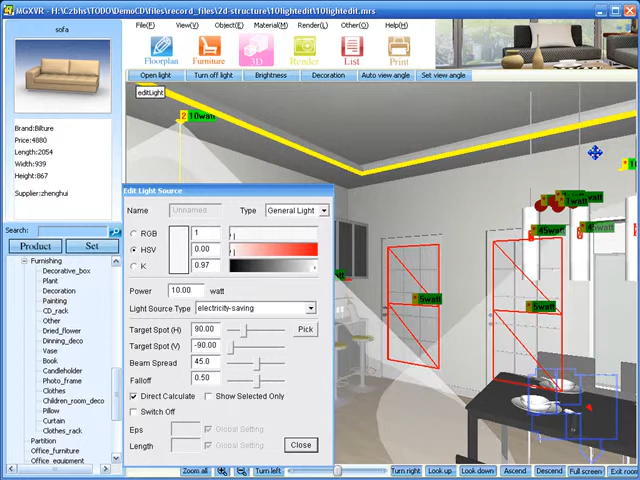 MGXVR - H:\Czbhs\TODO\DemoCD\files\record_files\2d-structure\10lightedit\10lightedit.mrs
sofa
File(F) View(V) Object(E) Material(M) Render(L) Other(O) Help(H)
Floorplan Furniture 3D Render List Print
Open light Turn off light Brightness Decoration Auto view angle Set view angle
editLight
2 10watt
Brand:Bilture
Price:4880
Length:2054
Width:939
Height:867
Supplier:zhenghui
Search:
Product Set
Furnishing
Decorative_box
Plant
Decoration
Painting
CD_rack
Other
Dried_flower
Dinning_deco
Vase
Book
Candleholder
Photo_frame
Clothes
Children_room_deco
Pillow
Curtain
Clothes_rack
Partition
Office_furniture
Office_equipment
Edit Light Source
Name Unnamed Type General Light
RGB 1
HSV 0.00
K 0.97
Power 10.00 watt
Light Source Type electricity-saving
Target Spot (H) 90.00 Pick
Target Spot (V) -90.00
Beam Spread 45.0
Falloff 0.50
Direct Calculate Show Selected Only
Switch Off
Eps Global Setting
Length Global Setting
Close
45watt
5watt
5watt
Zoom all Turn left Turn right Look up Look down Ascend Descend Full screen Exit room